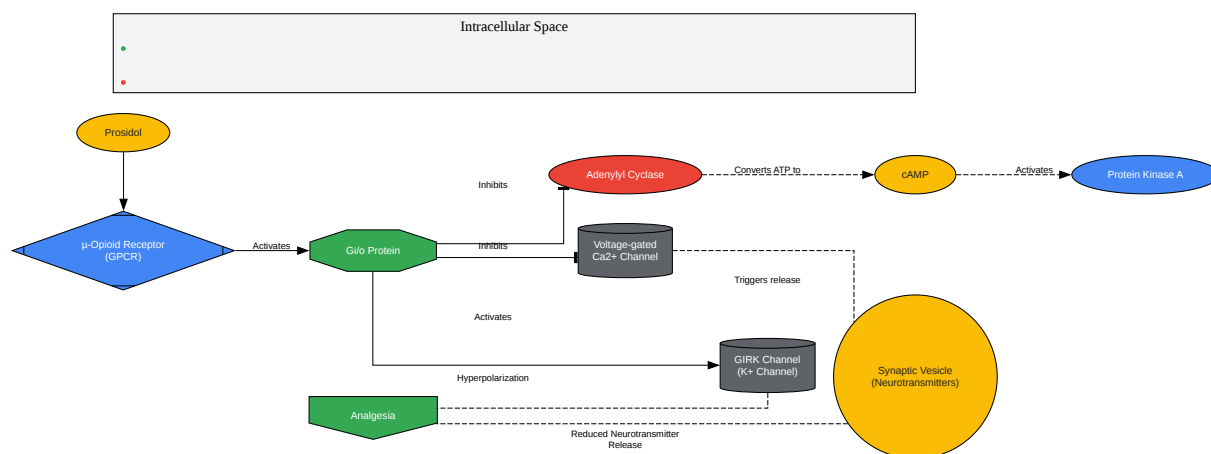 Intracellular Space
Prosidol
Adenylyl Cyclase
Converts ATP to
cAMP
Activates
Protein Kinase A
Inhibits
µ-Opioid Receptor
(GPCR)
Activates
Gi/o Protein
Inhibits
Voltage-gated
Ca2+ Channel
Triggers release
Activates
GIRK Channel
(K+ Channel)
Hyperpolarization
Synaptic Vesicle
(Neurotransmitters)
Analgesia
Reduced Neurotransmitter
Release